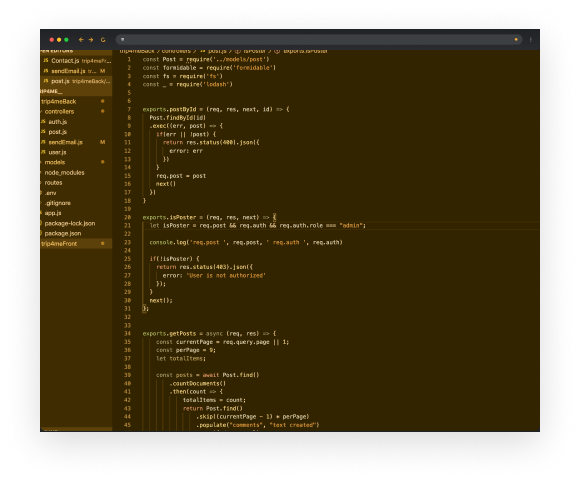 PEN EDITORS
JS Contact.js trip4meFr...
JS sendEmail.js tr... M
JS post.js trip4meBack/...
RIP4ME_
trip4meBack
controllers
JS auth.js
JS post.js
JS sendEmail.js M
JS user.js
models
node_modules
routes
.env
.gitignore
app.js
package-lock.json
package.json
trip4meFront
trip4meBack / controllers / JS post.js / isPoster / exports.isPoster
1 const Post = require('../models/post')
2 const formidable = require('formidable')
3 const fs = require('fs')
4 const _ = require('lodash')
5
6
7 exports.postById = (req, res, next, id) => {
8 Post.findById(id)
9 .exec((err, post) => {
10 if(err || !post) {
11 return res.status(400).json({
12 error: err
13 })
14 }
15 req.post = post
16 next()
17 })
18 }
19
20 exports.isPoster = (req, res, next) => {
21 let isPoster = req.post && req.auth && req.auth.role === "admin";
22
23 console.log('req.post ', req.post, ' req.auth ', req.auth)
24
25 if(!isPoster) {
26 return res.status(403).json({
27 error: 'User is not authorized'
28 });
29 }
30 next();
31 };
32
33
34 exports.getPosts = async (req, res) => {
35 const currentPage = req.query.page || 1;
36 const perPage = 9;
37 let totalItems;
38
39 const posts = await Post.find()
40 .countDocuments()
41 .then(count => {
42 totalItems = count;
43 return Post.find()
44 .skip((currentPage - 1) * perPage)
45 .populate("comments", "text created")